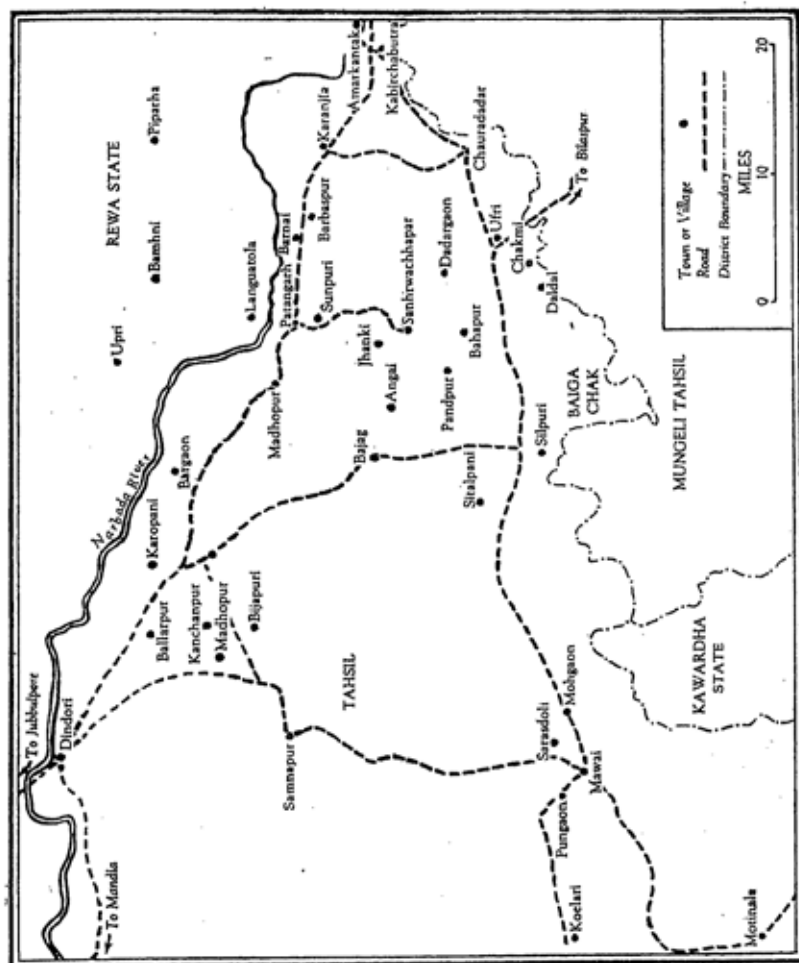 To Jubbulpore
Dindori
To Mandla
Narbada River
REWA STATE
Upri
Bamhni
Piparha
Languatola
Karopani
Bargaon
Ballarpur
Kanchanpur
Madhopur
Bijapuri
Madhopur
Patangarh
Barnai
Barbaspur
Karanjia
Amarkantak
Kabirchabutra
Sunpuri
Sanhirwachhapar
Jhanki
Angai
Bajag
Samnapur
TAHSIL
Pandpur
Bahapur
Dadargaon
Chauradadar
Ufri
Chakmi
To Bilaspur
Daldal
Sitalpani
Silpuri
BAIGA
CHAK
MUNGELI TAHSIL
KAWARDHA
STATE
Mohgaon
Sarasdoli
Mawai
Pungaon
Koelari
Motinala
Town or Village
Road
District Boundary
MILES
0 10 20